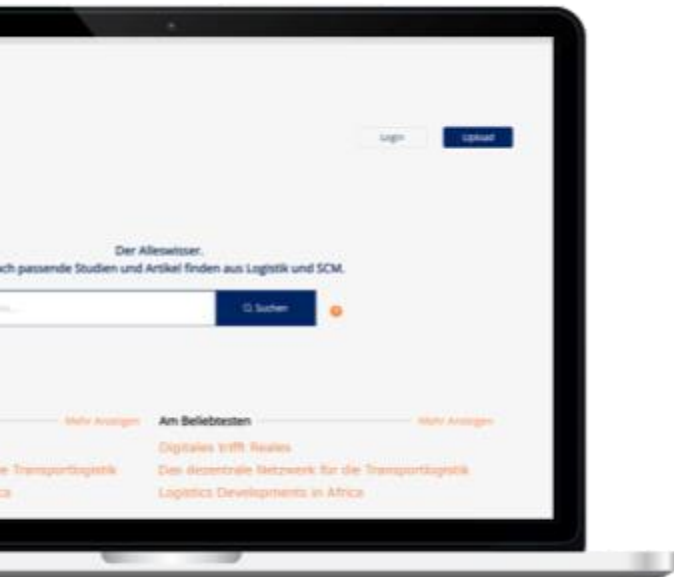 Login Upload
Der Alleswisser.
ch passende Studien und Artikel finden aus Logistik und SCM.
Suchen
Mehr Anzeigen Am Beliebtesten Mehr Anzeigen
Digitales trifft Reales
e Transportlogistik Das dezentrale Netzwerk für die Transportlogistik
ca Logistics Developments in Africa